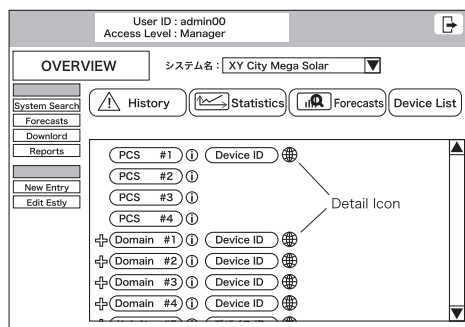 User ID : admin00
Access Level : Manager
OVERVIEW
システム名 : XY City Mega Solar
System Search
Forecasts
Downlord
Reports
New Entry
Edit Estly
History
Statistics
Forecasts
Device List
PCS #1 Device ID
PCS #2
PCS #3
PCS #4
Detail Icon
Domain #1 Device ID
Domain #2 Device ID
Domain #3 Device ID
Domain #4 Device ID